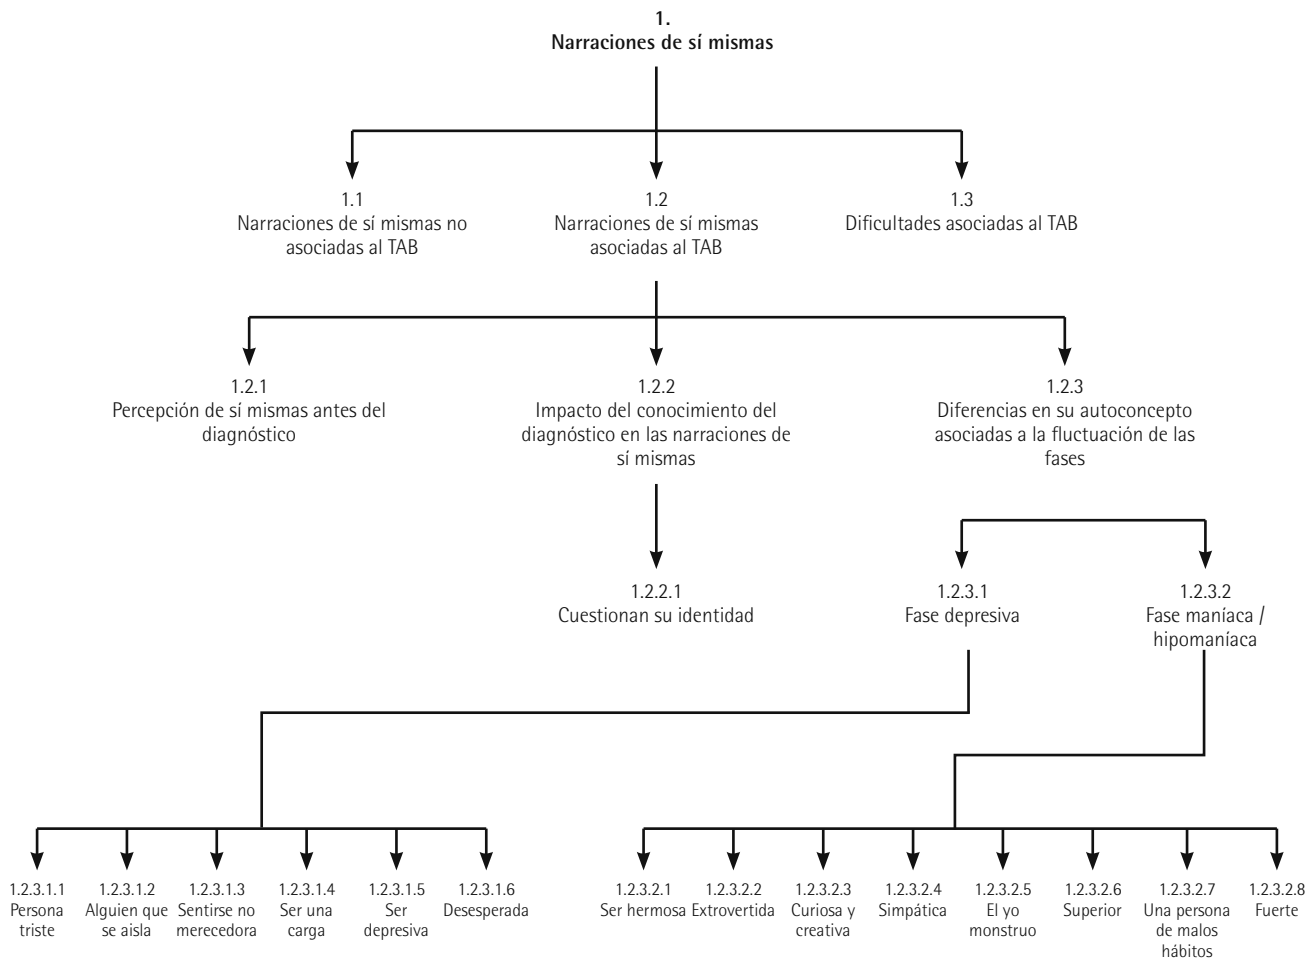 1.
Narraciones de sí mismas
1.1
Narraciones de sí mismas no
asociadas al TAB
1.2
Narraciones de sí mismas
asociadas al TAB
1.3
Dificultades asociadas al TAB
1.2.1
Percepción de sí mismas antes del
diagnóstico
1.2.2
Impacto del conocimiento del
diagnóstico en las narraciones de
sí mismas
1.2.3
Diferencias en su autoconcepto
asociadas a la fluctuación de las
fases
1.2.2.1
Cuestionan su identidad
1.2.3.1
Fase depresiva
1.2.3.2
Fase maníaca /
hipomaníaca
1.2.3.1.1
Persona
triste
1.2.3.1.2
Alguien que
se aisla
1.2.3.1.3
Sentirse no
merecedora
1.2.3.1.4
Ser una
carga
1.2.3.1.5
Ser
depresiva
1.2.3.1.6
Desesperada
1.2.3.2.1
Ser hermosa
1.2.3.2.2
Extrovertida
1.2.3.2.3
Curiosa y
creativa
1.2.3.2.4
Simpática
1.2.3.2.5
El yo
monstruo
1.2.3.2.6
Superior
1.2.3.2.7
Una persona
de malos
hábitos
1.2.3.2.8
Fuerte